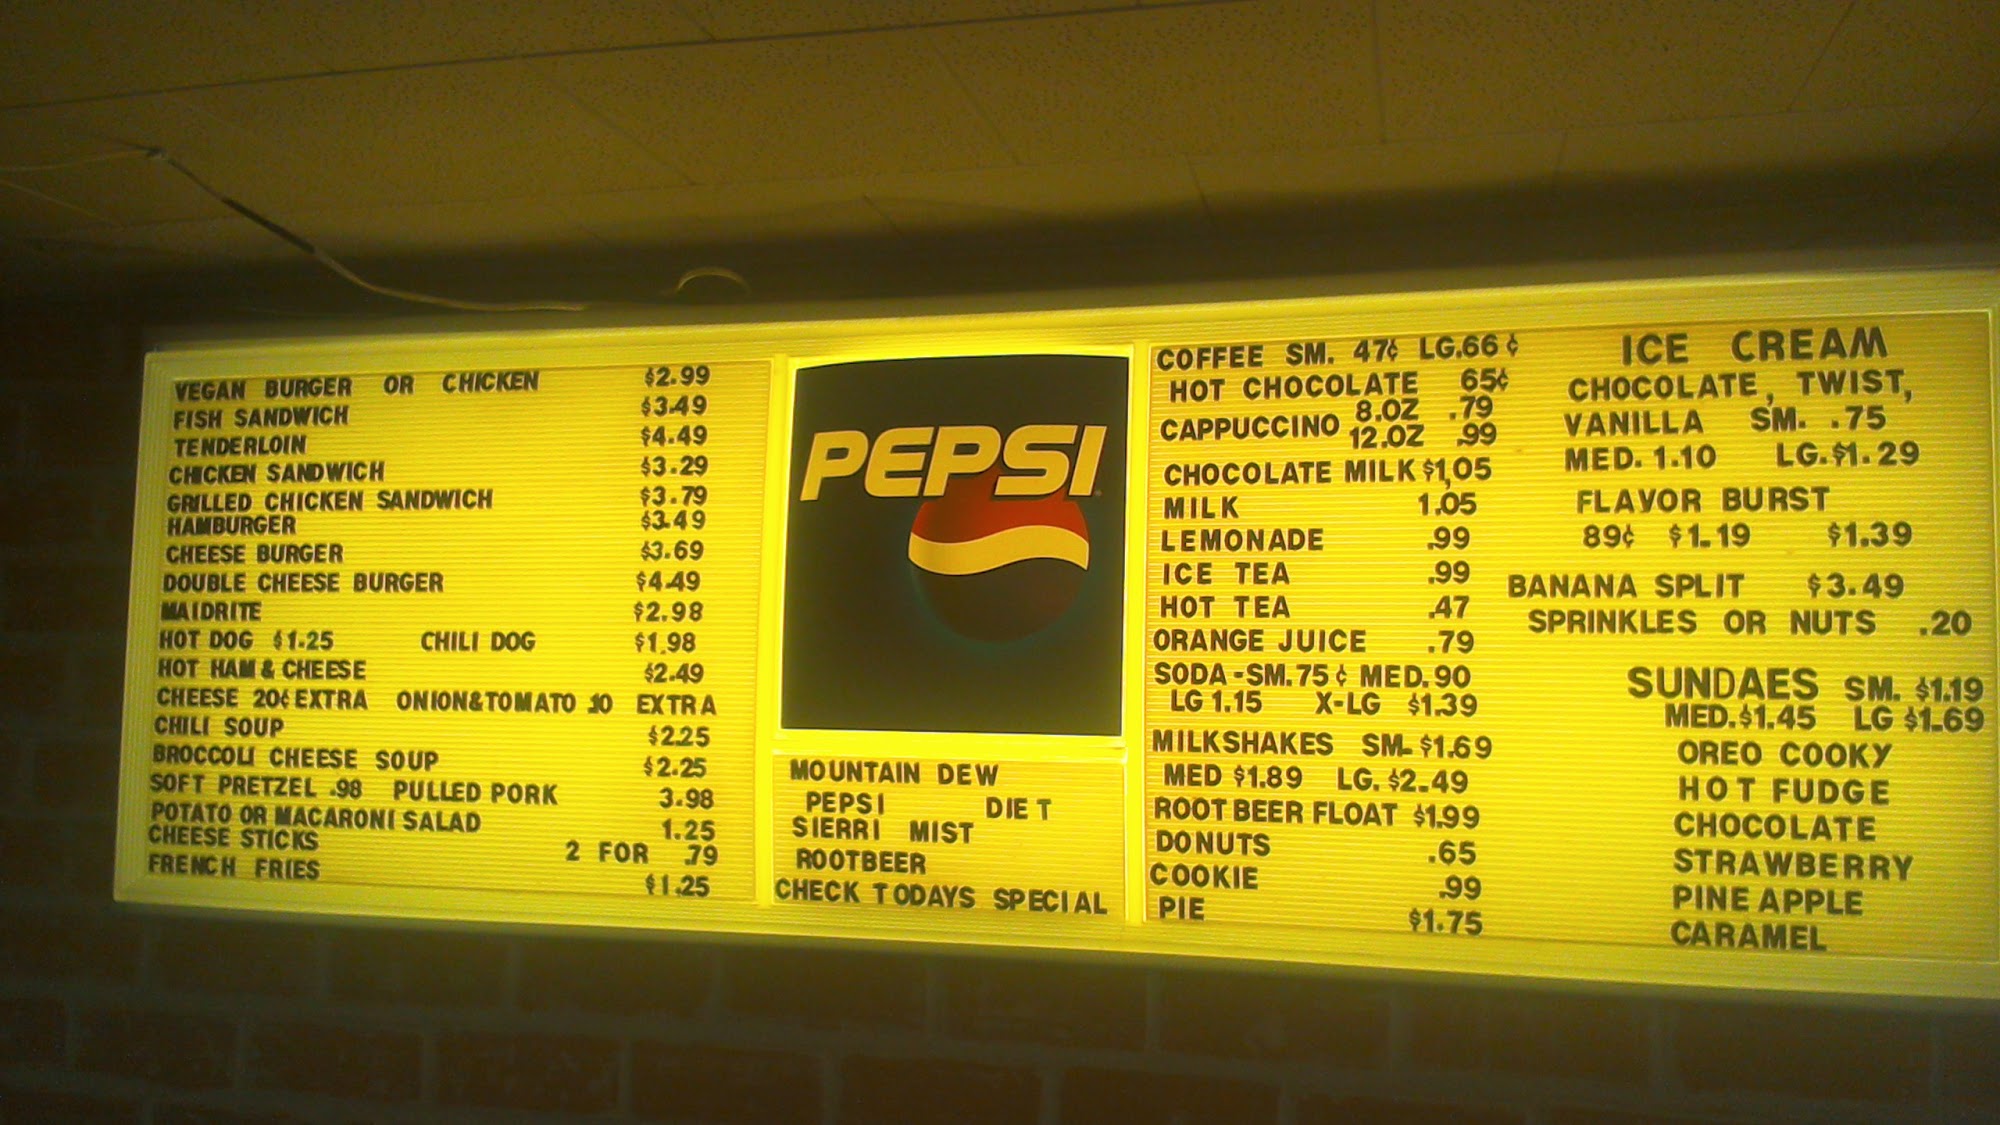 VEGAN BURGER OR CHICKEN $2.99
FISH SANDWICH $3.49
TENDERLOIN $4.49
CHICKEN SANDWICH $3.29
GRILLED CHICKEN SANDWICH $3.79
HAMBURGER $3.49
CHEESE BURGER $3.69
DOUBLE CHEESE BURGER $4.49
MAIDRITE $2.98
HOT DOG $1.25 CHILI DOG $1.98
HOT HAM & CHEESE $2.49
CHEESE 20¢ EXTRA ONION&TOMATO .10 EXTRA
CHILI SOUP $2.25
BROCCOLI CHEESE SOUP $2.25
SOFT PRETZEL .98 PULLED PORK 3.98
POTATO OR MACARONI SALAD 1.25
CHEESE STICKS 2 FOR .79
FRENCH FRIES $1.25
PEPSI
MOUNTAIN DEW
PEPSI DIET
SIERRI MIST
ROOTBEER
CHECK TODAYS SPECIAL
COFFEE SM. 47¢ LG.66¢
HOT CHOCOLATE 65¢
CAPPUCCINO 8.OZ .79
12.OZ .99
CHOCOLATE MILK $1,05
MILK 1.05
LEMONADE .99
ICE TEA .99
HOT TEA .47
ORANGE JUICE .79
SODA-SM.75¢ MED.90
LG 1.15 X-LG $1.39
MILKSHAKES SM- $1.69
MED $1.89 LG. $2.49
ROOT BEER FLOAT $1.99
DONUTS .65
COOKIE .99
PIE $1.75
ICE CREAM
CHOCOLATE, TWIST,
VANILLA SM. .75
MED. 1.10 LG.$1.29
FLAVOR BURST
89¢ $1.19 $1.39
BANANA SPLIT $3.49
SPRINKLES OR NUTS .20
SUNDAES SM. $1.19
MED.$1.45 LG $1.69
OREO COOKY
HOT FUDGE
CHOCOLATE
STRAWBERRY
PINEAPPLE
CARAMEL